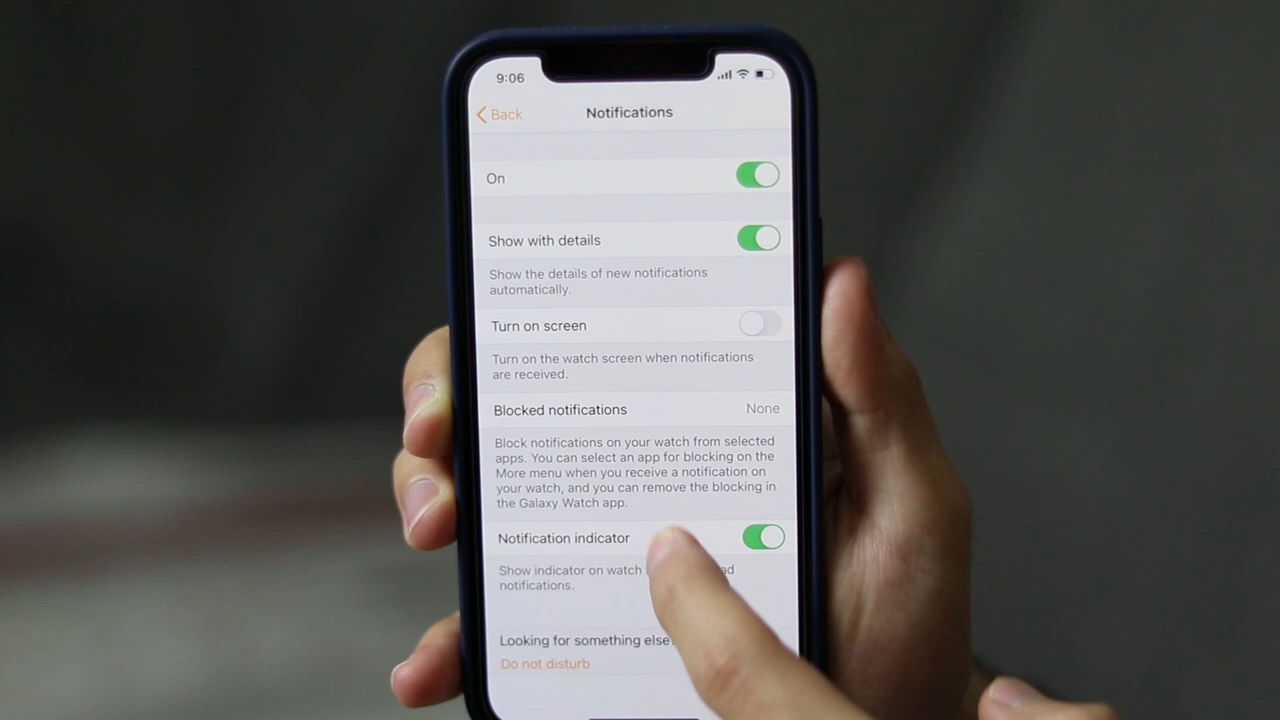 9:06
Back
Notifications
On
Show with details
Show the details of new notifications
automatically.
Turn on screen
Turn on the watch screen when notifications
are received.
Blocked notifications None
Block notifications on your watch from selected
apps. You can select an app for blocking on the
More menu when you receive a notification on
your watch, and you can remove the blocking in
the Galaxy Watch app.
Notification indicator
Show indicator on watch
notifications.
Looking for something else
Do not disturb